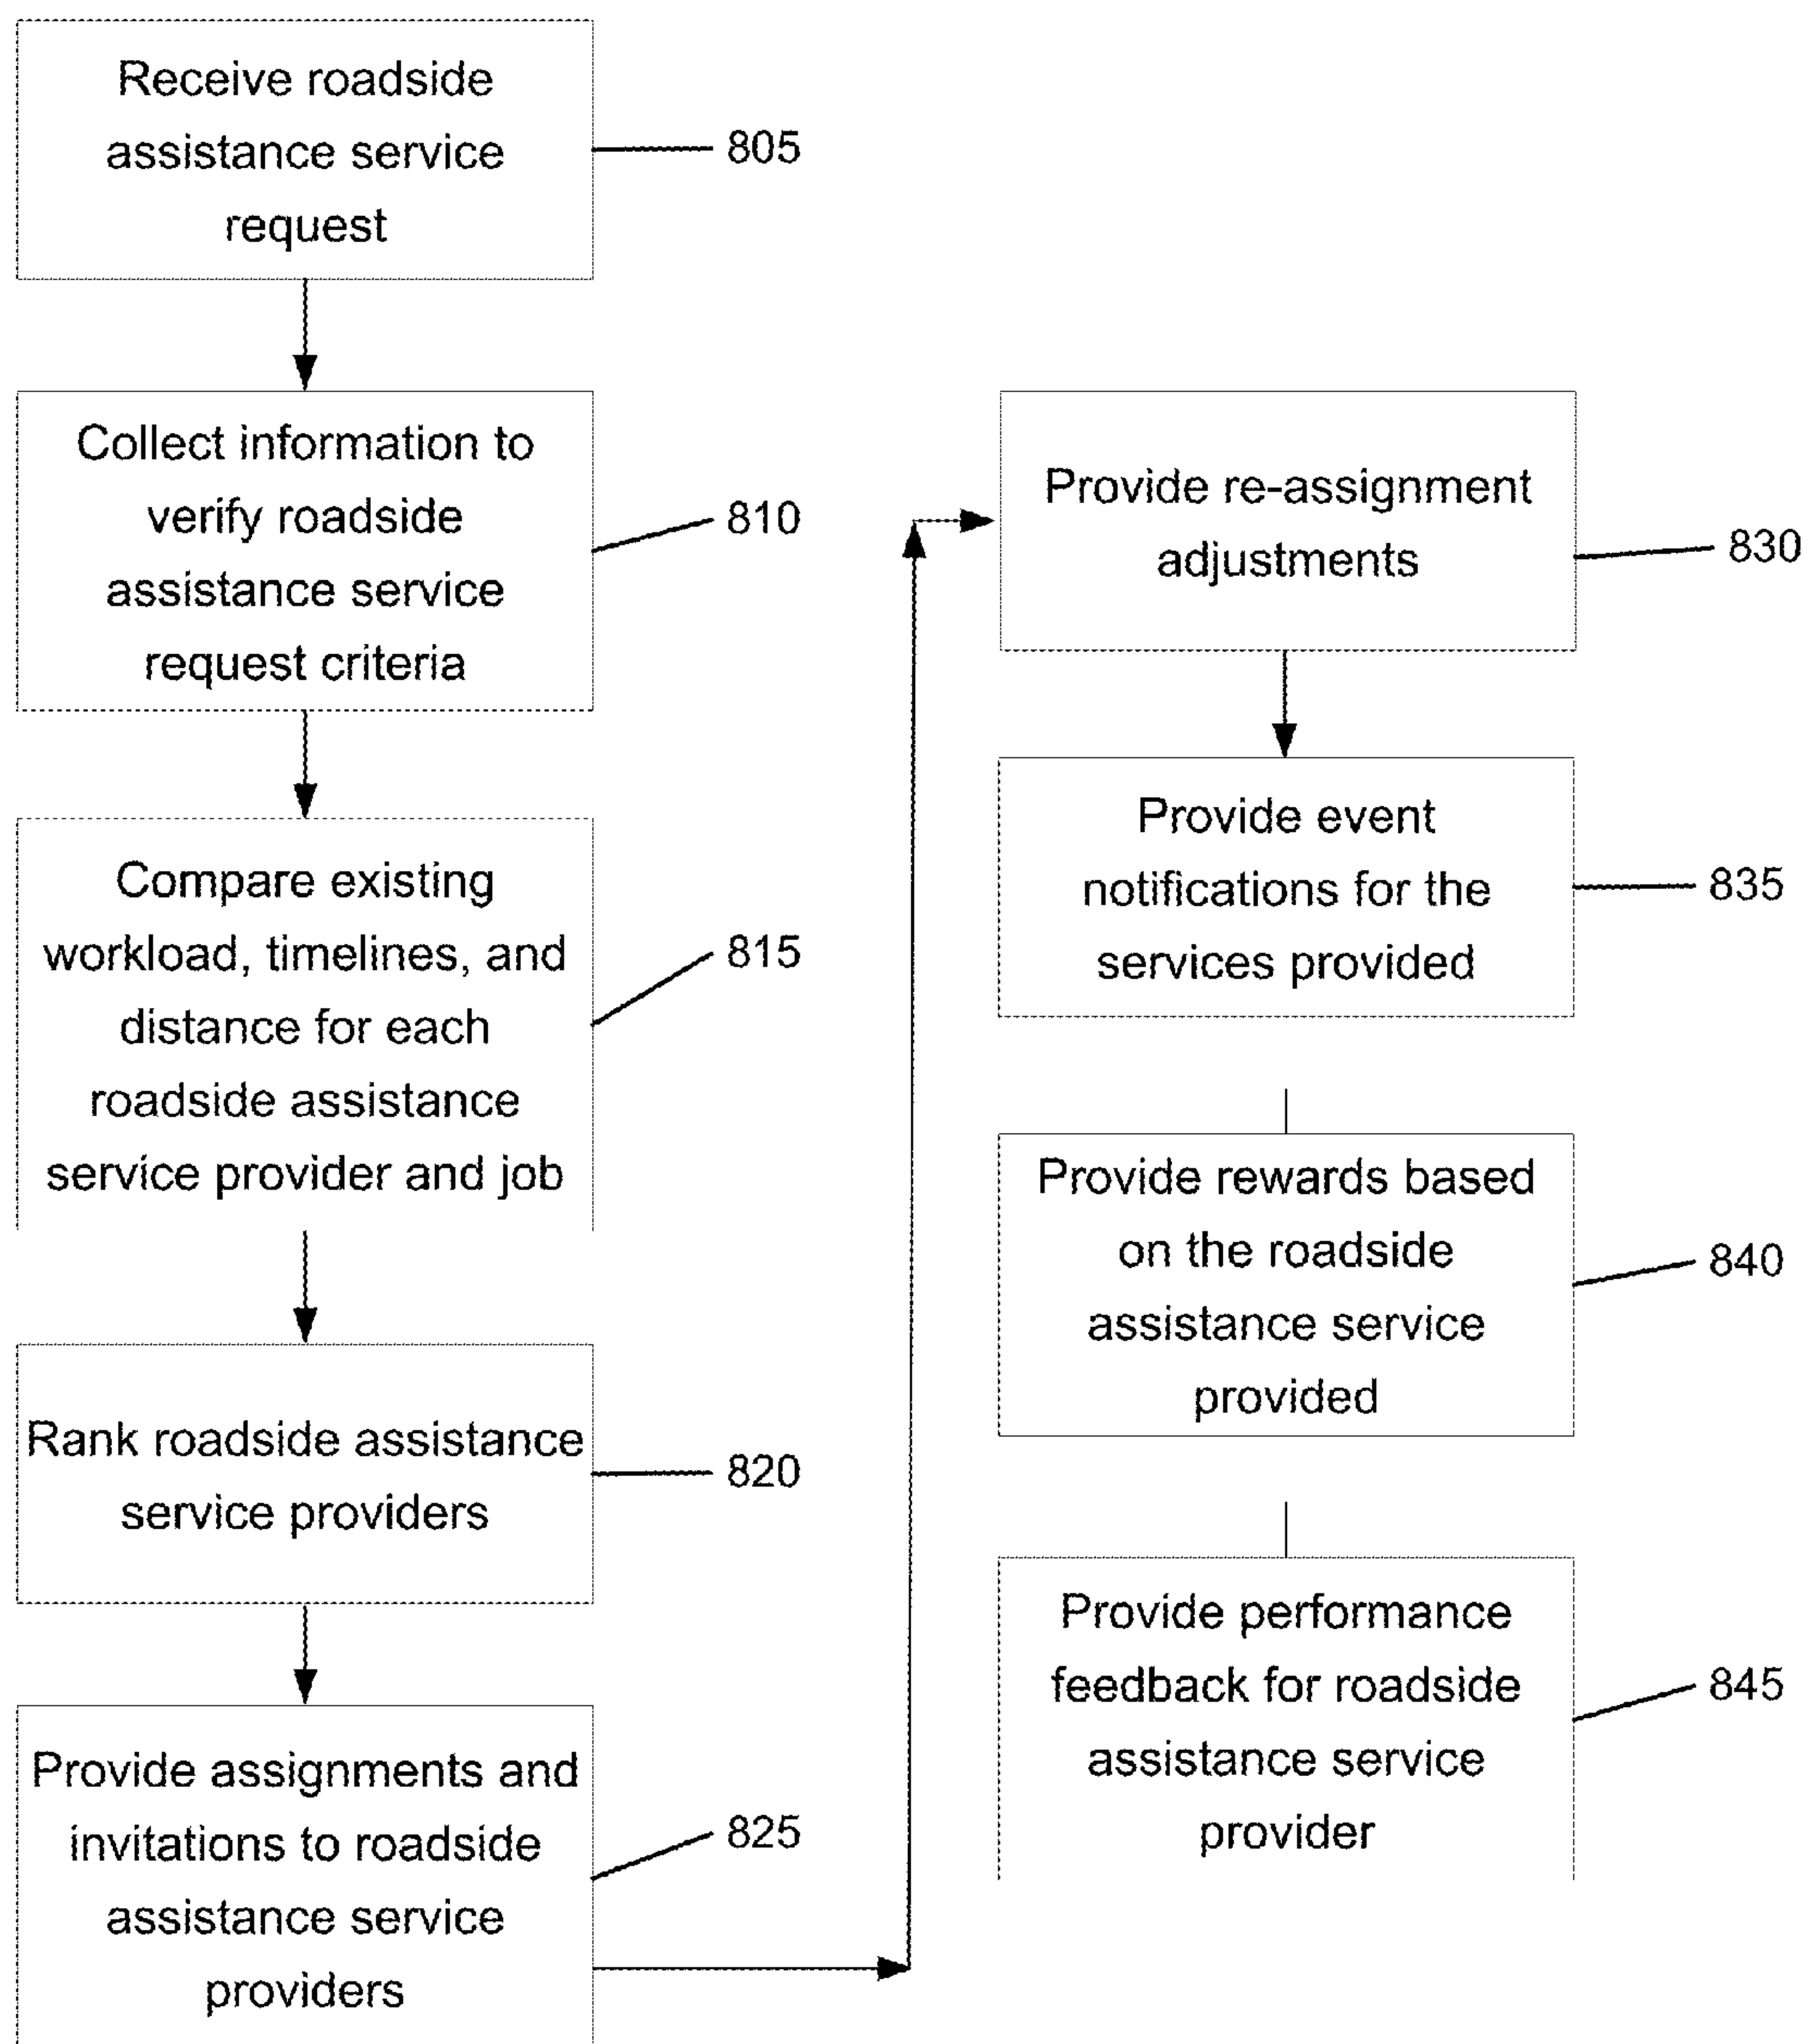 Receive roadside
assistance service
request
805
Collect information to
verify roadside
assistance service
request criteria
810
Compare existing
workload, timelines, and
distance for each
roadside assistance
service provider and job
815
Rank roadside assistance
service providers
820
Provide assignments and
invitations to roadside
assistance service
providers
825
Provide re-assignment
adjustments
830
Provide event
notifications for the
services provided
835
Provide rewards based
on the roadside
assistance service
provided
840
Provide performance
feedback for roadside
assistance service
provider
845